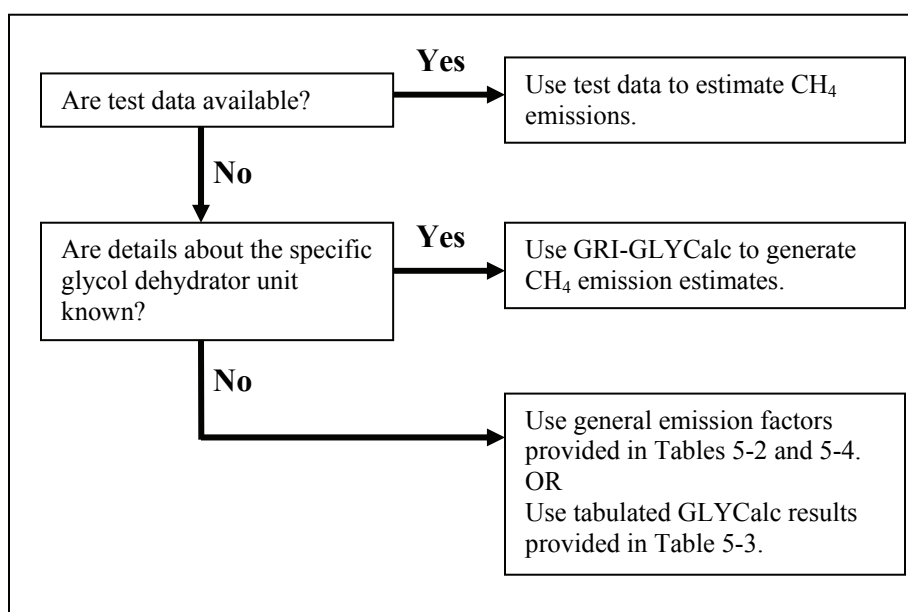 Yes
Are test data available?
Use test data to estimate CH₄
emissions.
No
Yes
Are details about the specific
glycol dehydrator unit
known?
Use GRI-GLYCalc to generate
CH₄ emission estimates.
No
Use general emission factors
provided in Tables 5-2 and 5-4.
OR
Use tabulated GLYCalc results
provided in Table 5-3.